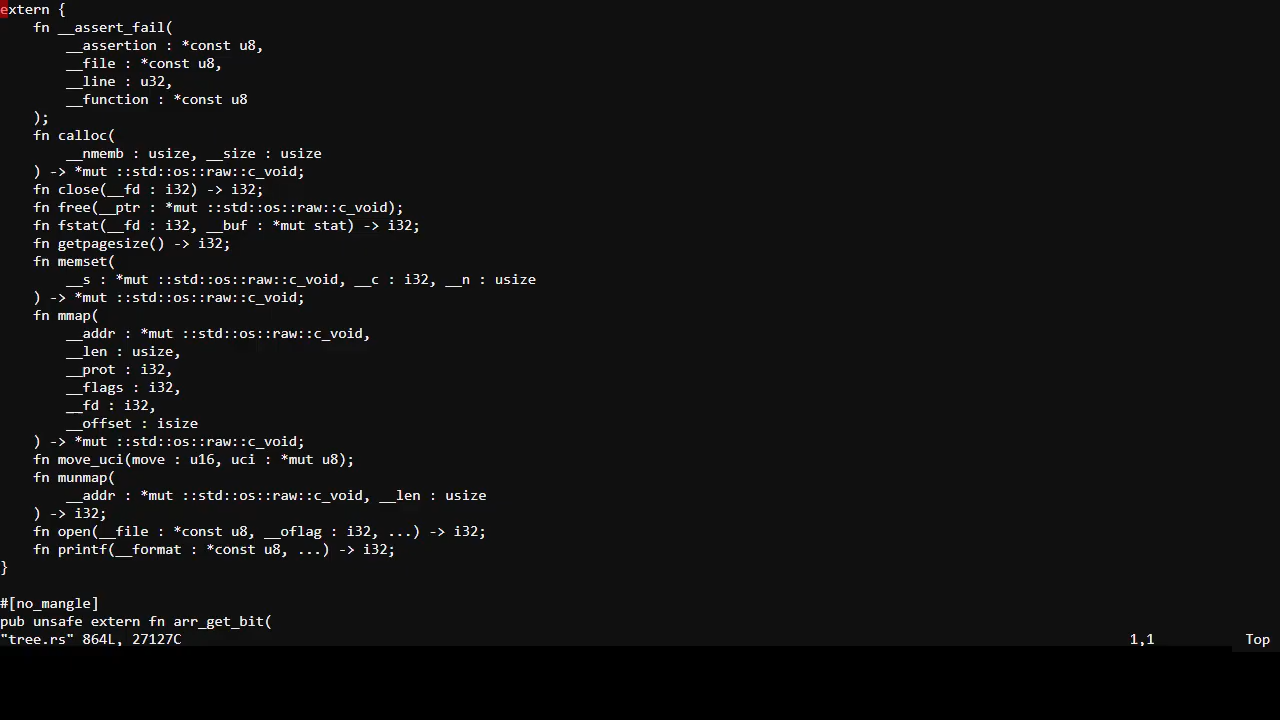 extern {
    fn __assert_fail(
        __assertion : *const u8,
        __file : *const u8,
        __line : u32,
        __function : *const u8
    );
    fn calloc(
        __nmemb : usize, __size : usize
    ) -> *mut ::std::os::raw::c_void;
    fn close(__fd : i32) -> i32;
    fn free(__ptr : *mut ::std::os::raw::c_void);
    fn fstat(__fd : i32, __buf : *mut stat) -> i32;
    fn getpagesize() -> i32;
    fn memset(
        __s : *mut ::std::os::raw::c_void, __c : i32, __n : usize
    ) -> *mut ::std::os::raw::c_void;
    fn mmap(
        __addr : *mut ::std::os::raw::c_void,
        __len : usize,
        __prot : i32,
        __flags : i32,
        __fd : i32,
        __offset : isize
    ) -> *mut ::std::os::raw::c_void;
    fn move_uci(move : u16, uci : *mut u8);
    fn munmap(
        __addr : *mut ::std::os::raw::c_void, __len : usize
    ) -> i32;
    fn open(__file : *const u8, __oflag : i32, ...) -> i32;
    fn printf(__format : *const u8, ...) -> i32;
}

#[no_mangle]
pub unsafe extern fn arr_get_bit(
"tree.rs" 864L, 27127C 1,1 Top